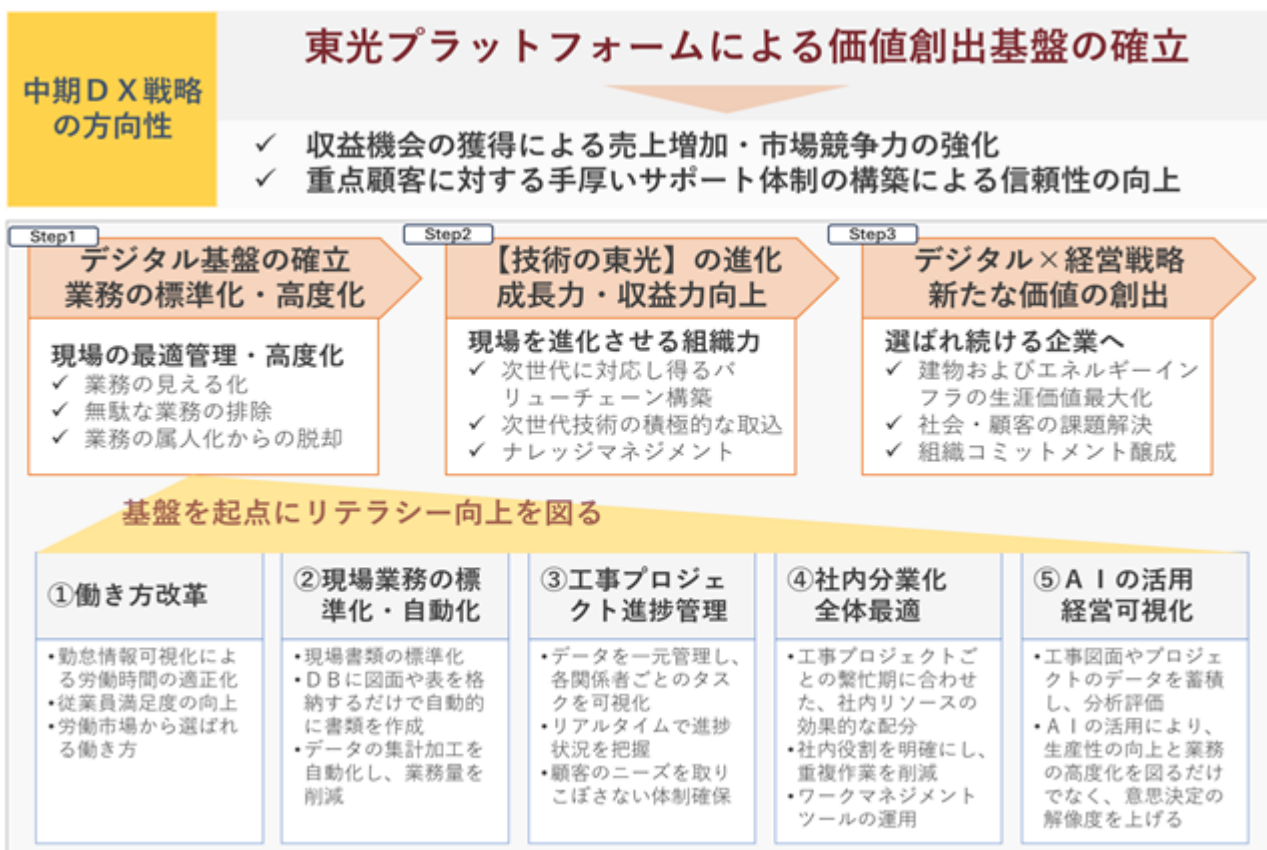 中期ＤＸ戦略
の方向性
東光プラットフォームによる価値創出基盤の確立
✓ 収益機会の獲得による売上増加・市場競争力の強化
✓ 重点顧客に対する手厚いサポート体制の構築による信頼性の向上
Step1
デジタル基盤の確立
業務の標準化・高度化
現場の最適管理・高度化
✓ 業務の見える化
✓ 無駄な業務の排除
✓ 業務の属人化からの脱却
Step2
【技術の東光】の進化
成長力・収益力向上
現場を進化させる組織力
✓ 次世代に対応し得るバ
リューチェーン構築
✓ 次世代技術の積極的な取込
✓ ナレッジマネジメント
Step3
デジタル×経営戦略
新たな価値の創出
選ばれ続ける企業へ
✓ 建物およびエネルギーイン
フラの生涯価値最大化
✓ 社会・顧客の課題解決
✓ 組織コミットメント醸成
基盤を起点にリテラシー向上を図る
①働き方改革
•勤怠情報可視化によ
る労働時間の適正化
•従業員満足度の向上
•労働市場から選ばれ
る働き方
②現場業務の標
準化・自動化
•現場書類の標準化
•ＤＢに図面や表を格
納するだけで自動的
に書類を作成
•データの集計加工を
自動化し、業務量を
削減
③工事プロジェ
クト進捗管理
•データを一元管理し、
各関係者ごとのタス
クを可視化
•リアルタイムで進捗
状況を把握
•顧客のニーズを取り
こぼさない体制確保
④社内分業化
全体最適
•工事プロジェクトご
との繁忙期に合わせ
た、社内リソースの
効果的な配分
•社内役割を明確にし、
重複作業を削減
•ワークマネジメント
ツールの運用
⑤ＡＩの活用
経営可視化
•工事図面やプロジェ
クトのデータを蓄積
し、分析評価
•ＡＩの活用により、
生産性の向上と業務
の高度化を図るだけ
でなく、意思決定の
解像度を上げる